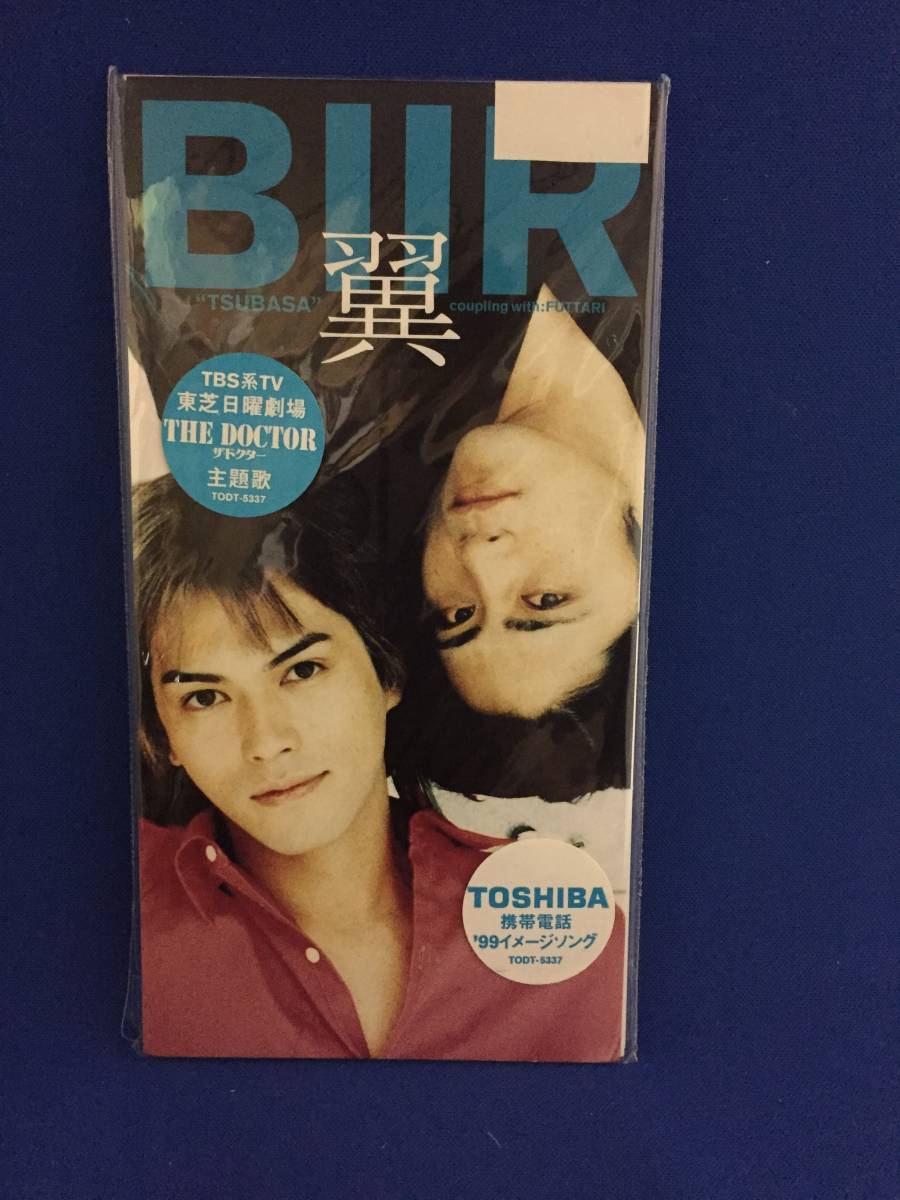 BIIR
翼
“TSUBASA”
coupling with:FUTTARI
TBS系TV
東芝日曜劇場
THE DOCTOR
ザドクター
主題歌
TODT-5337
TOSHIBA
携帯電話
’99イメージソング
TODT-5337